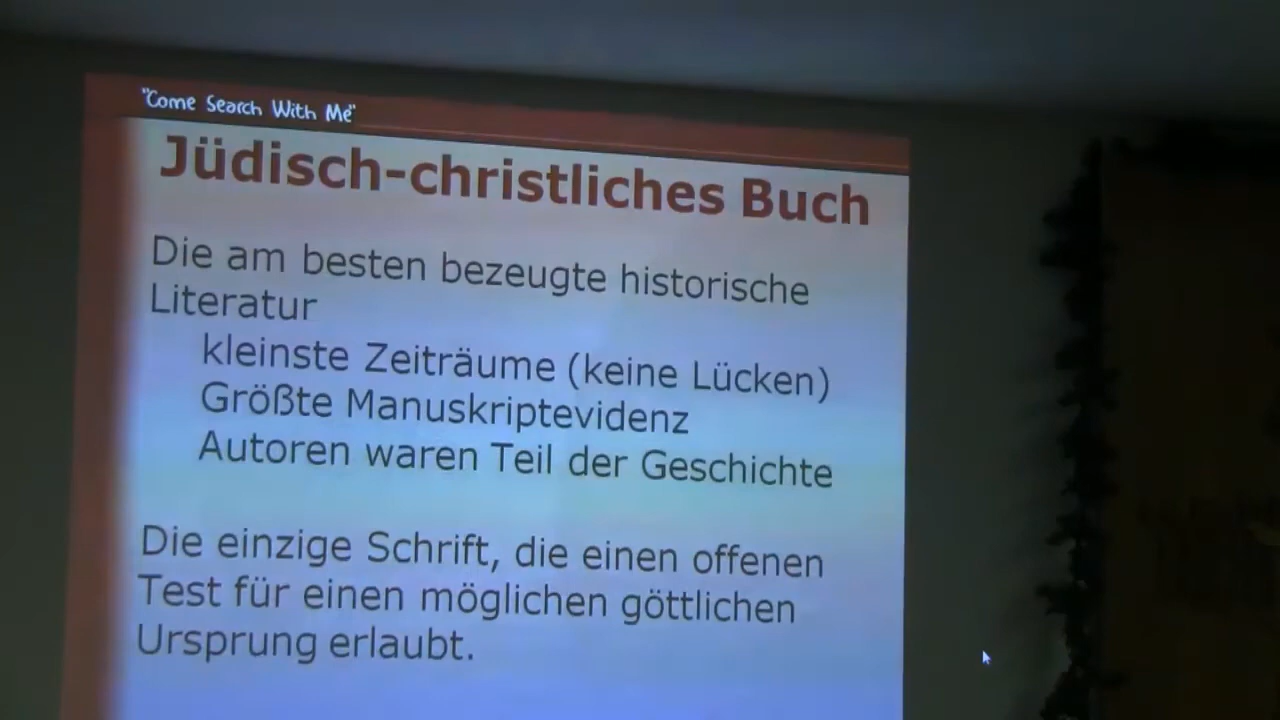 "Come Search With Me"
Jüdisch-christliches Buch
Die am besten bezeugte historische
Literatur
kleinste Zeiträume (keine Lücken)
Größte Manuskriptevidenz
Autoren waren Teil der Geschichte
Die einzige Schrift, die einen offenen
Test für einen möglichen göttlichen
Ursprung erlaubt.